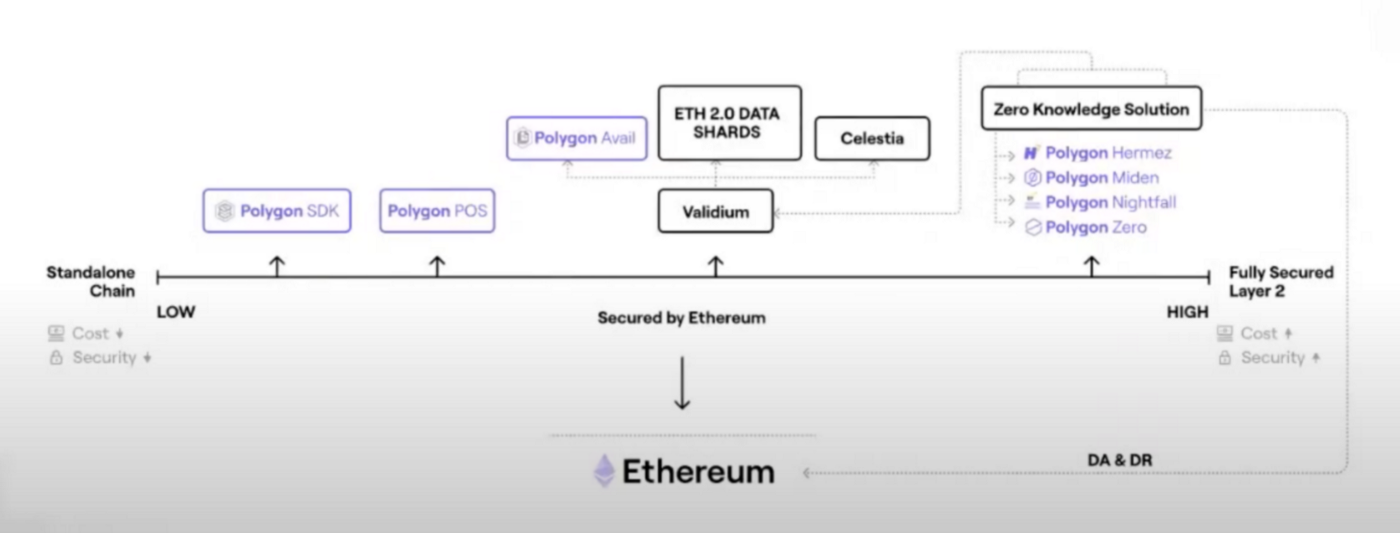 ETH 2.0 DATA
SHARDS
Polygon Avail
Celestia
Zero Knowledge Solution
Polygon Hermez
Polygon Miden
Polygon Nightfall
Polygon Zero
Polygon SDK
Polygon POS
Validium
Standalone
Chain
Fully Secured
Layer 2
LOW
Secured by Ethereum
HIGH
Cost
Security
Cost
Security
Ethereum
DA & DR